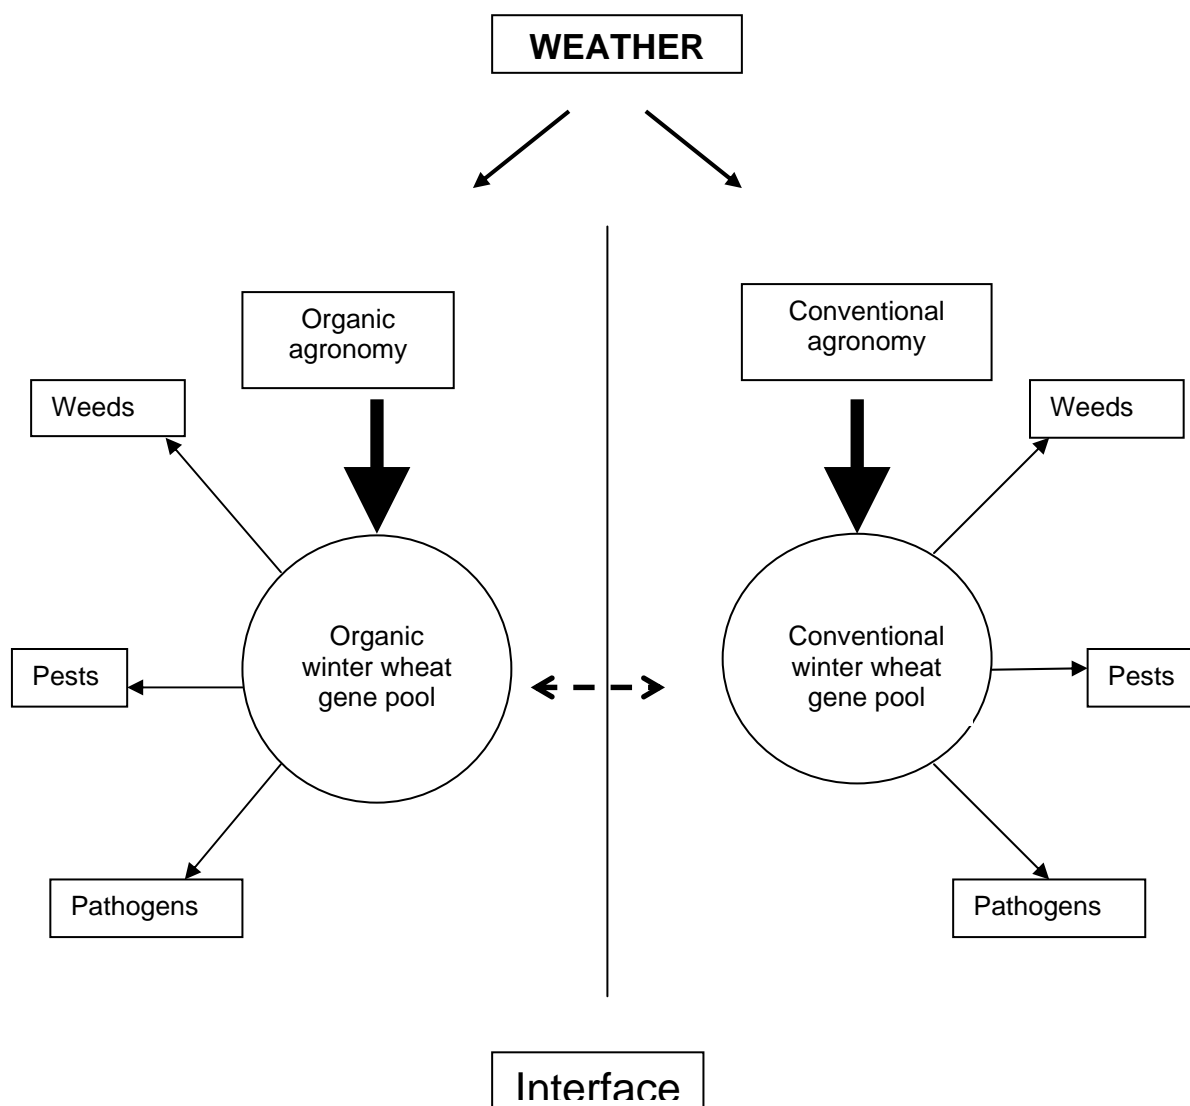 WEATHER
Organic
agronomy
Conventional
agronomy
Weeds
Weeds
Organic
winter wheat
gene pool
Conventional
winter wheat
gene pool
Pests
Pests
Pathogens
Pathogens
Interface